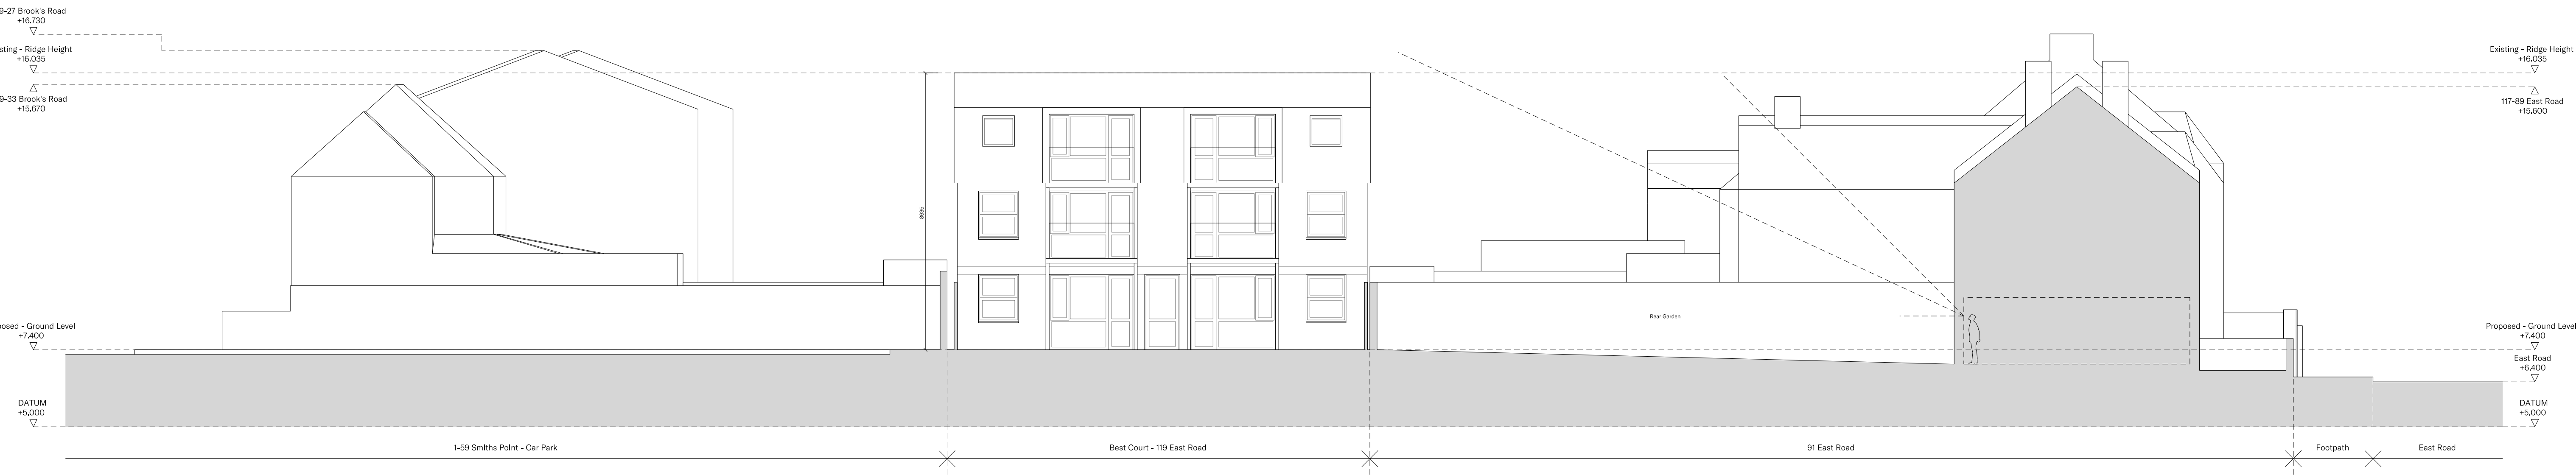 9-27 Brook's Road
+16.730
sting - Ridge Height
+16.035
9-33 Brook's Road
+15.670
osed - Ground Level
+7.400
DATUM
+5.000
8635
Rear Garden
Existing - Ridge Height
+16.035
117-89 East Road
+15.600
Proposed - Ground Level
+7.400
East Road
+6.400
DATUM
+5.000
1-59 Smiths Point - Car Park
Best Court - 119 East Road
91 East Road
Footpath
East Road